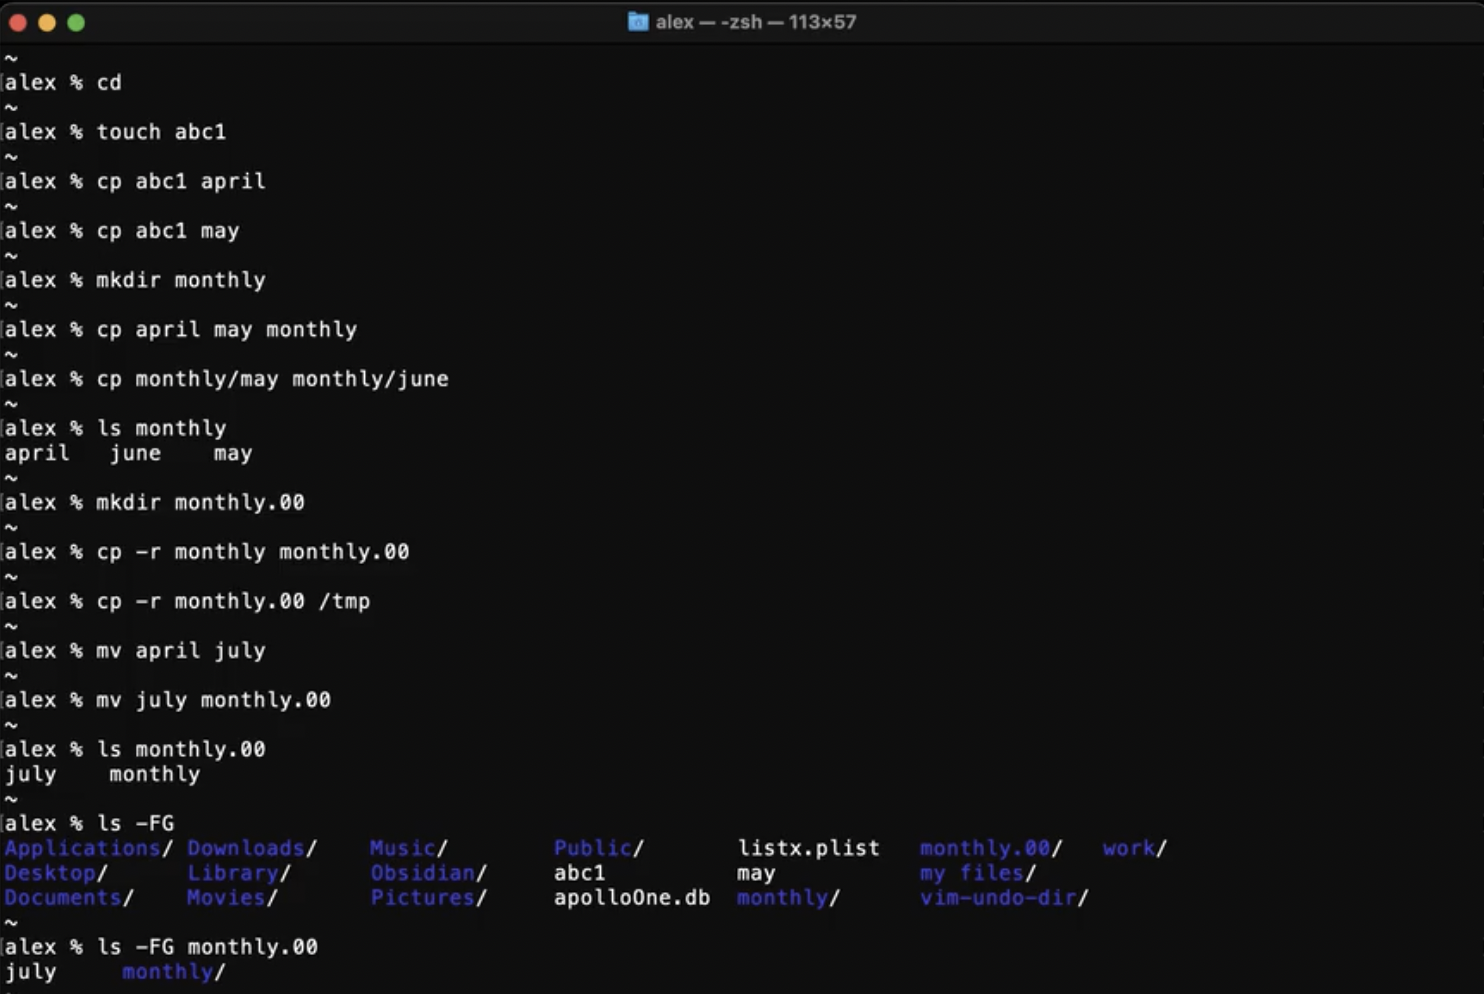 alex — -zsh — 113×57
~
alex % cd
~
alex % touch abc1
~
alex % cp abc1 april
~
alex % cp abc1 may
~
alex % mkdir monthly
~
alex % cp april may monthly
~
alex % cp monthly/may monthly/june
~
alex % ls monthly
april   june    may
~
alex % mkdir monthly.00
~
alex % cp -r monthly monthly.00
~
alex % cp -r monthly.00 /tmp
~
alex % mv april july
~
alex % mv july monthly.00
~
alex % ls monthly.00
july    monthly
~
alex % ls -FG
Applications/ Downloads/    Music/        Public/       listx.plist   monthly.00/   work/
Desktop/      Library/      Obsidian/     abc1          may           my files/
Documents/    Movies/       Pictures/     apolloOne.db  monthly/      vim-undo-dir/
~
alex % ls -FG monthly.00
july     monthly/